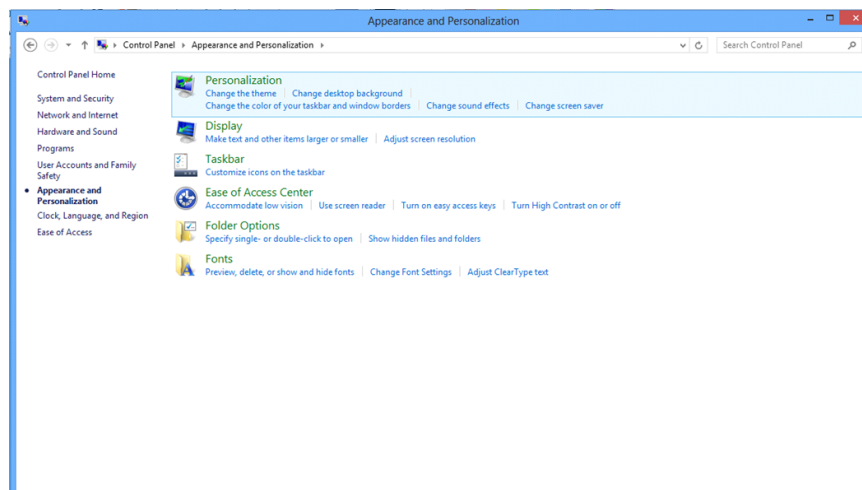 Appearance and Personalization
Control Panel Appearance and Personalization
Search Control Panel
Control Panel Home
System and Security
Network and Internet
Hardware and Sound
Programs
User Accounts and Family
Safety
Appearance and
Personalization
Clock, Language, and Region
Ease of Access
Personalization
Change the theme Change desktop background
Change the color of your taskbar and window borders Change sound effects Change screen saver
Display
Make text and other items larger or smaller Adjust screen resolution
Taskbar
Customize icons on the taskbar
Ease of Access Center
Accommodate low vision Use screen reader Turn on easy access keys Turn High Contrast on or off
Folder Options
Specify single- or double-click to open Show hidden files and folders
Fonts
Preview, delete, or show and hide fonts Change Font Settings Adjust ClearType text